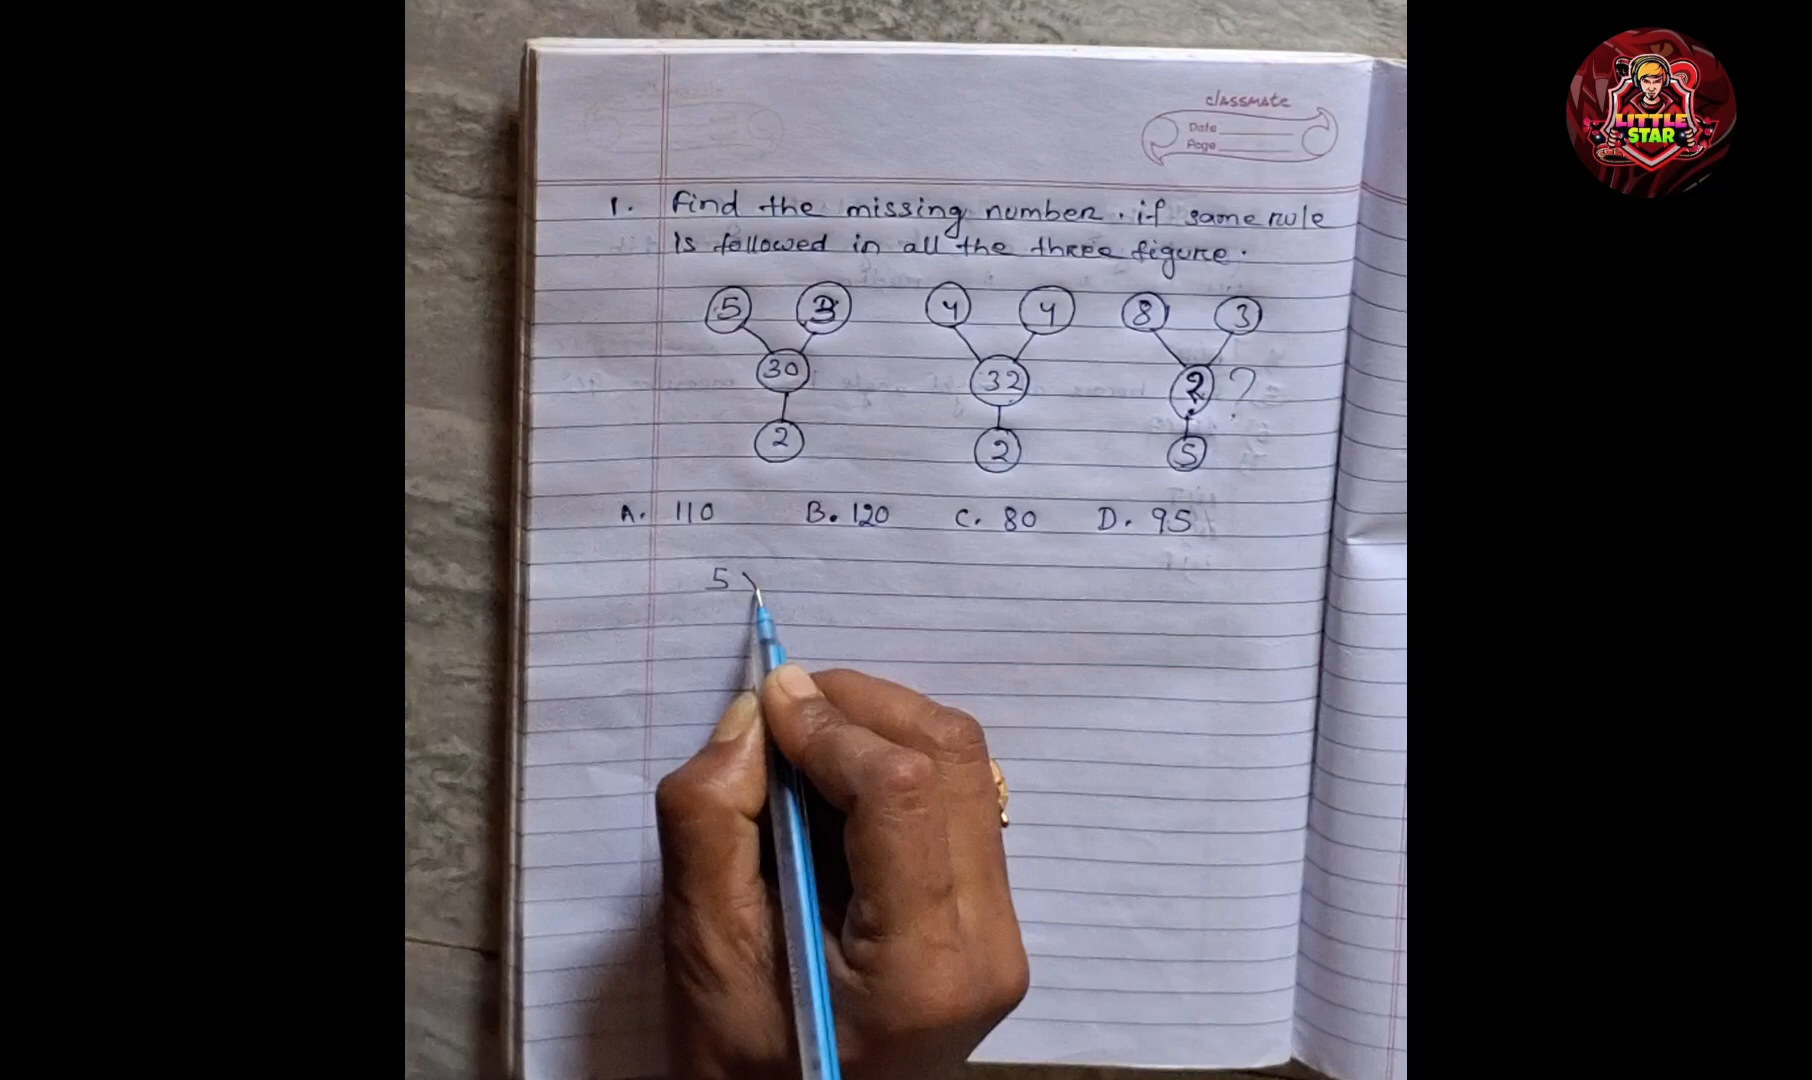 classmate
Date
Page
LITTLE
STAR
1. Find the missing number. if same rule
is followed in all the three figure.
5 3 4 4 8 3
30 32 ? ?
2 2 5
A. 110 B. 120 C. 80 D. 95
5